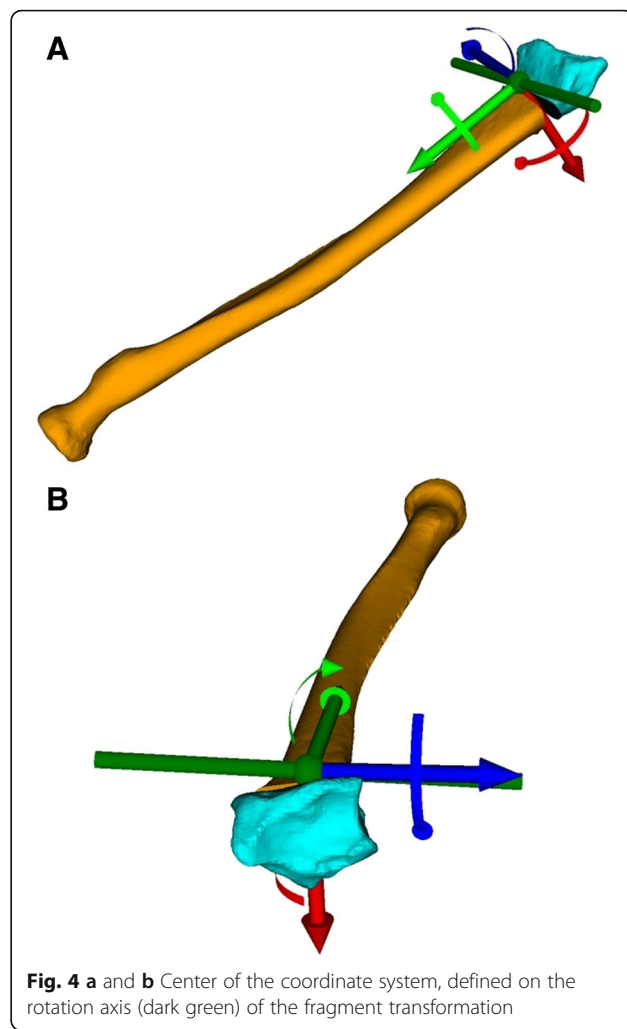 A
B
Fig. 4 a and b Center of the coordinate system, defined on the
rotation axis (dark green) of the fragment transformation